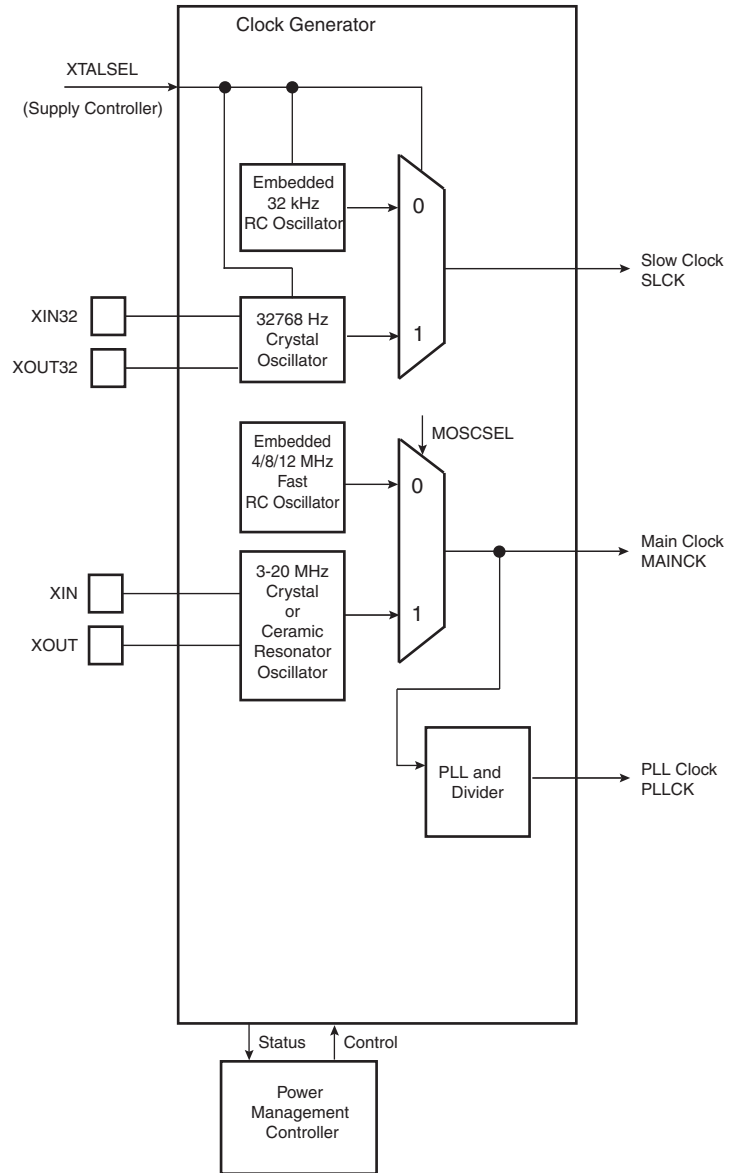 Clock Generator
XTALSEL
(Supply Controller)
Embedded
32 kHz
RC Oscillator
0
Slow Clock
SLCK
XIN32
32768 Hz
Crystal
Oscillator
1
XOUT32
MOSCSEL
Embedded
4/8/12 MHz
Fast
RC Oscillator
0
Main Clock
MAINCK
XIN
3-20 MHz
Crystal
or
Ceramic
Resonator
Oscillator
1
XOUT
PLL and
Divider
PLL Clock
PLLCK
Status
Control
Power
Management
Controller